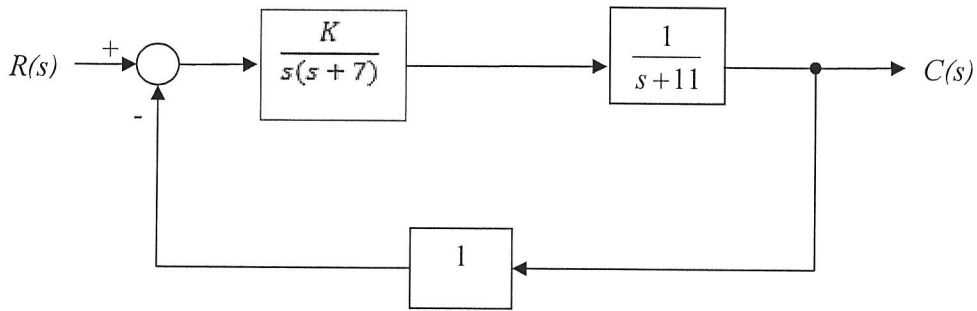 R(s)
+
-
K
s(s + 7)
1
s+11
C(s)
1